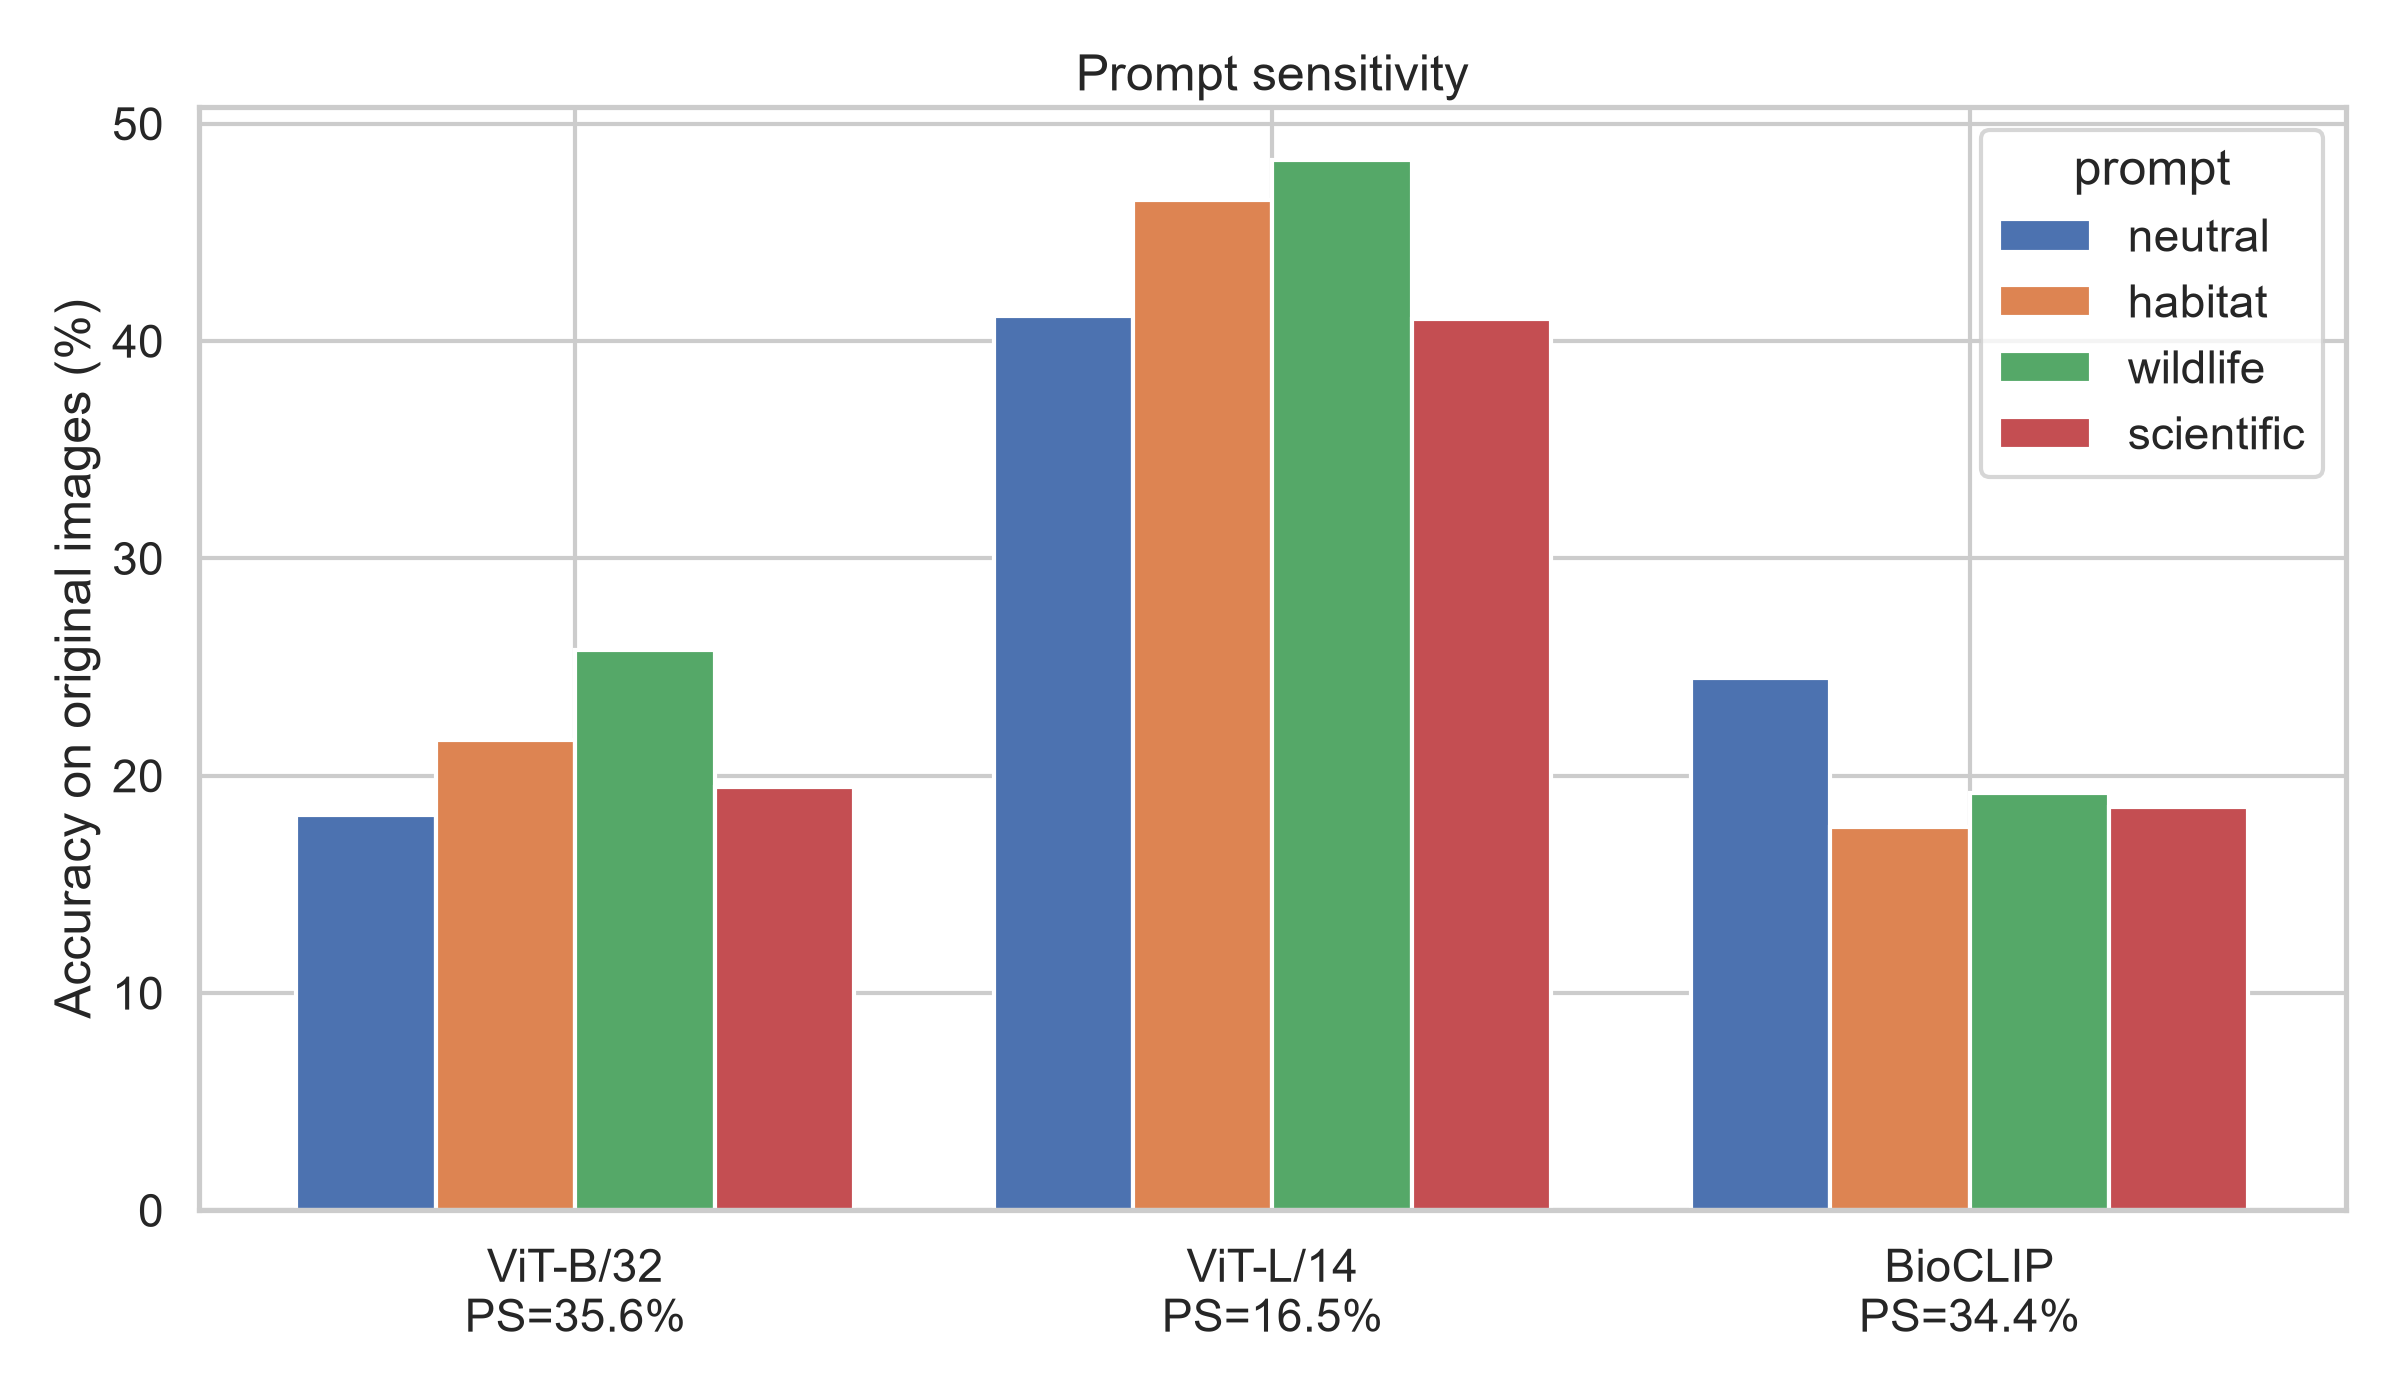 Prompt sensitivity
Accuracy on original images (%)
50
40
30
20
10
0
prompt
neutral
habitat
wildlife
scientific
ViT-B/32
PS=35.6%
ViT-L/14
PS=16.5%
BioCLIP
PS=34.4%